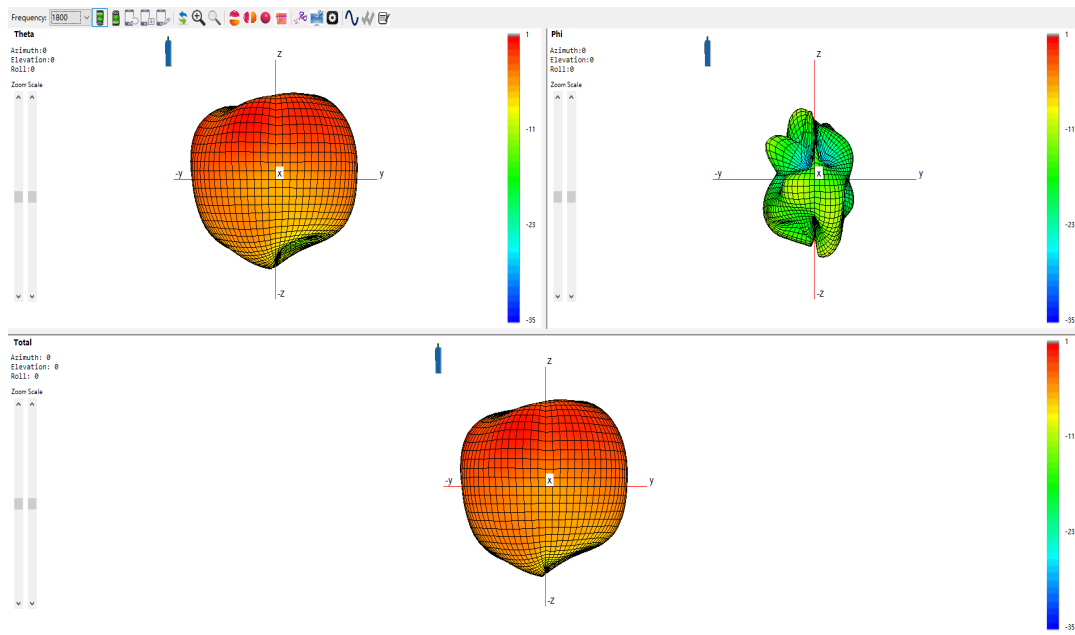 Frequency: 1800
Theta
Azimuth:0
Elevation:0
Roll:0
Zoom Scale
Z
-y
X
y
-Z
1
-11
-23
-35
Phi
Azimuth:0
Elevation:0
Roll:0
Zoom Scale
Z
-y
X
y
-Z
1
-11
-23
-35
Total
Azimuth: 0
Elevation: 0
Roll: 0
Zoom Scale
Z
-y
X
y
-Z
1
-11
-23
-35